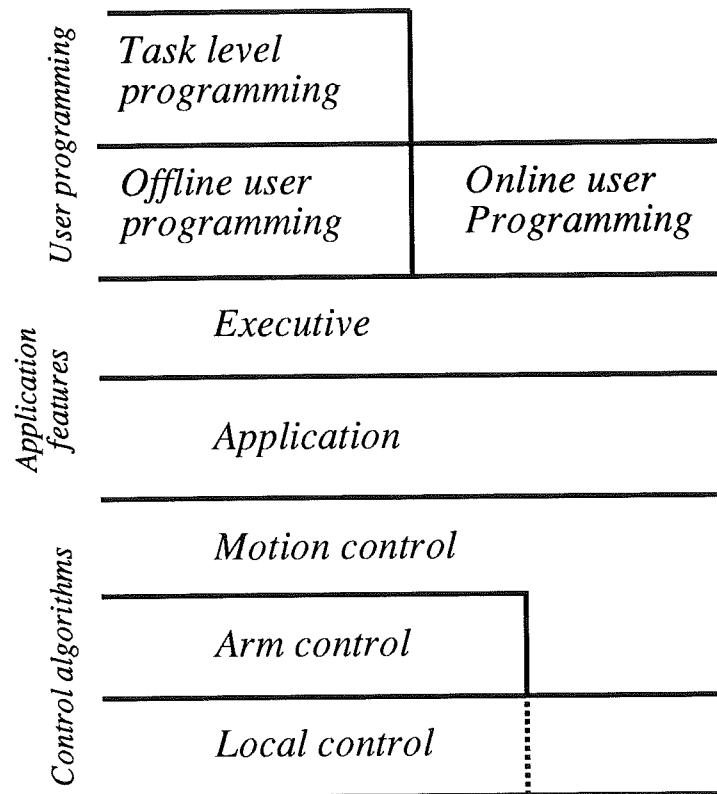 User programming
Task level
programming
Offline user
programming
Online user
Programming
Application
features
Executive
Application
Control algorithms
Motion control
Arm control
Local control